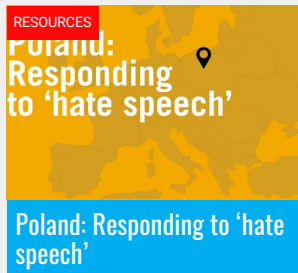 RESOURCES
Poland:
Responding
to ‘hate speech’
Poland: Responding to ‘hate
speech’